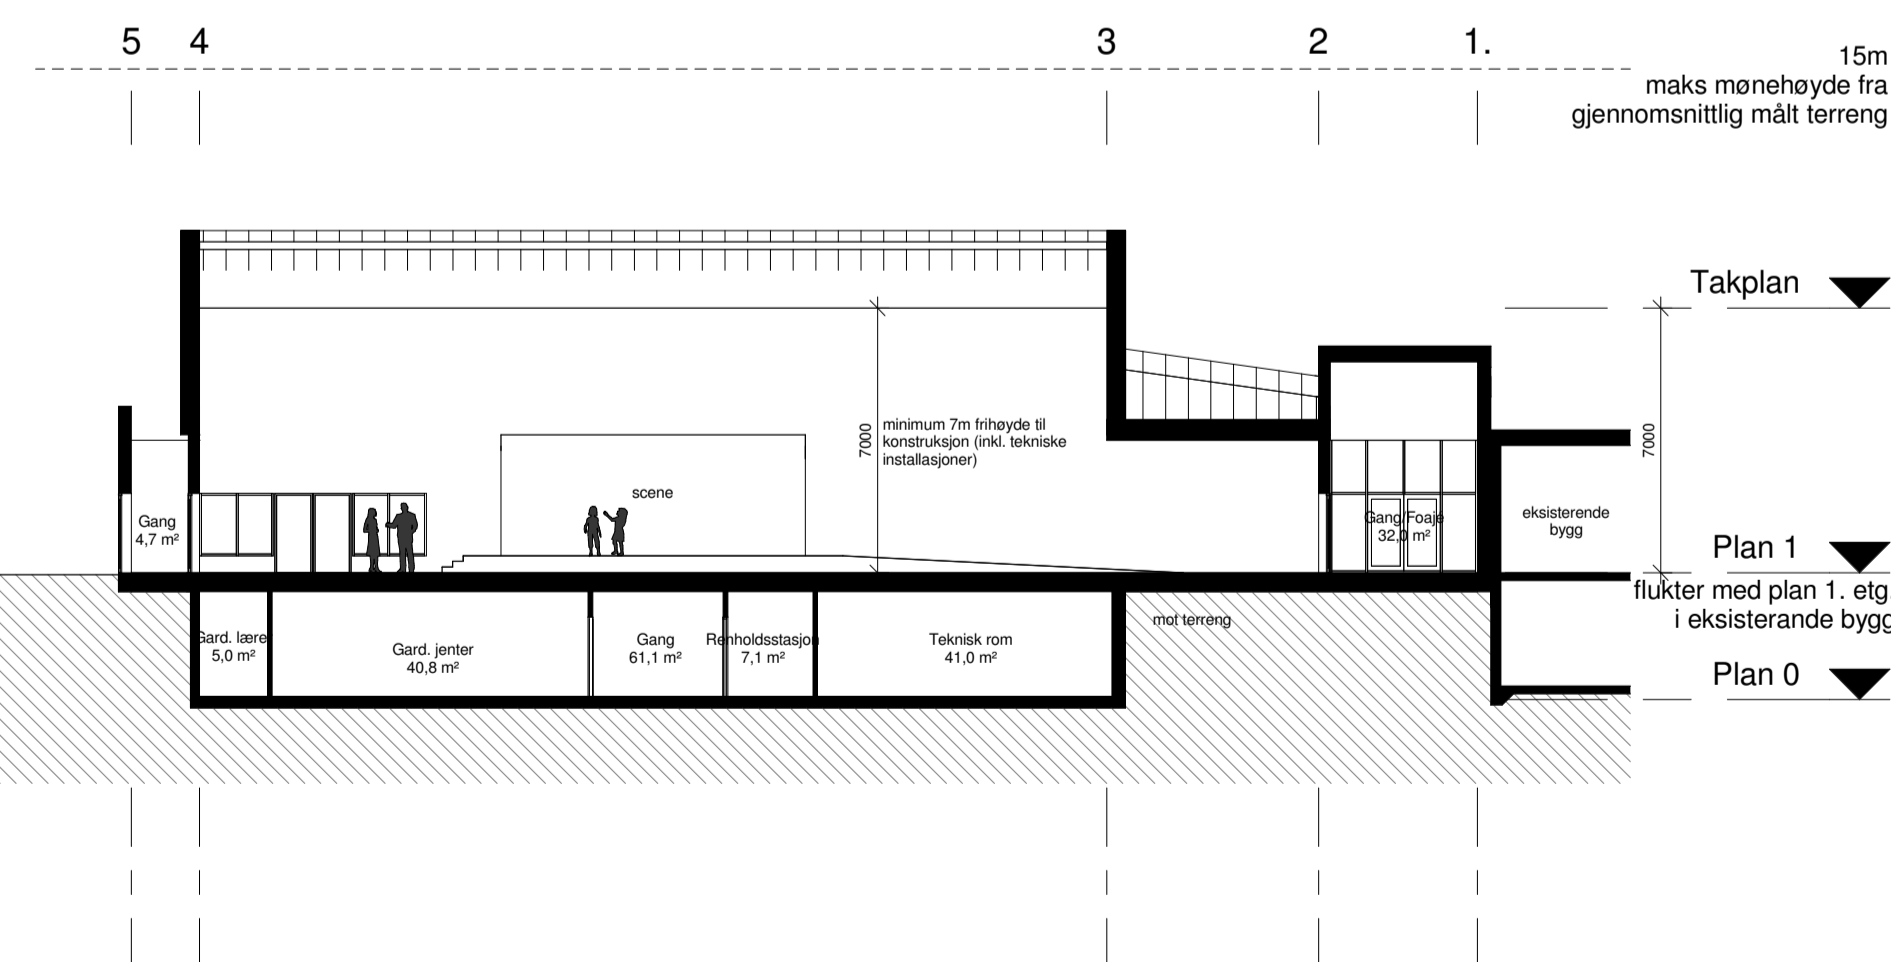 5
4
3
2
1.
15m
maks mønehøyde fra
gjennomsnittlig målt terreng
Takplan
7000
minimum 7m frihøyde til
konstruksjon (inkl. tekniske
installasjoner)
7000
scene
Gang
4,7 m²
Gang/Foaje
32,0 m²
eksisterende
bygg
Plan 1
flukter med plan 1. etg.
i eksisterande bygg
mot terreng
Gard. lærer
5,0 m²
Gard. jenter
40,8 m²
Gang
61,1 m²
Renholdsstasjon
7,1 m²
Teknisk rom
41,0 m²
Plan 0